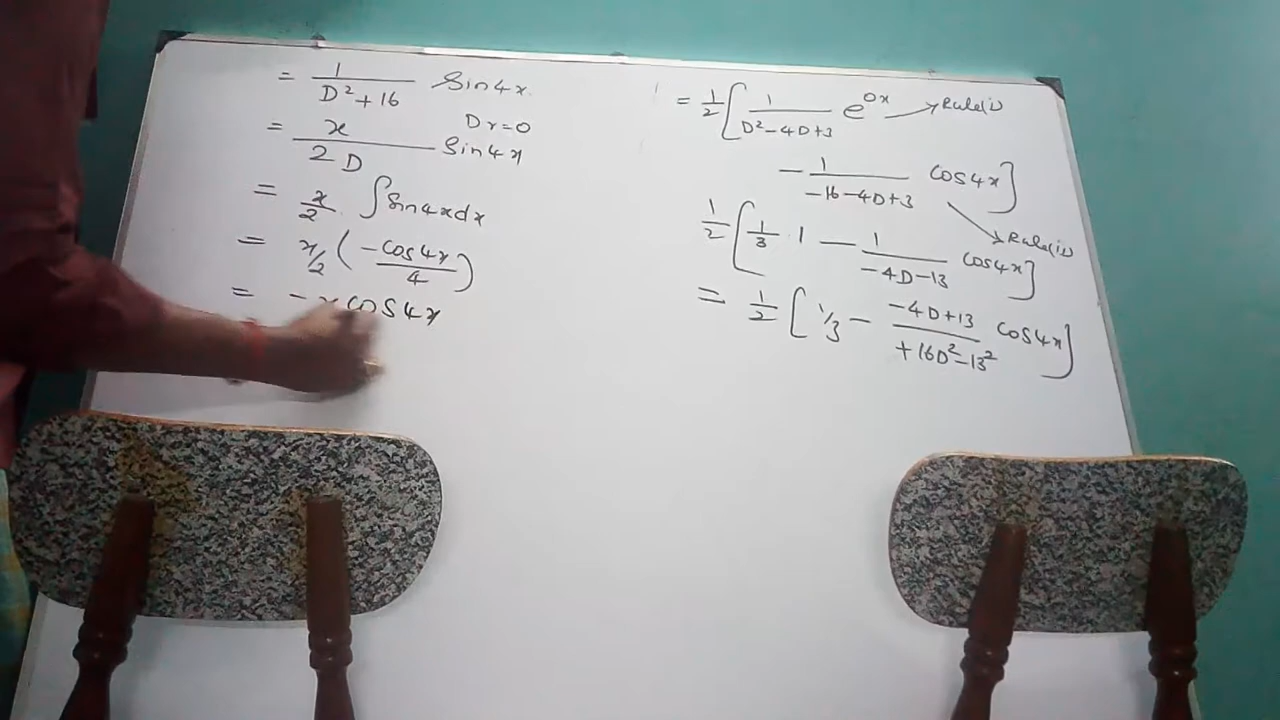 = 1/(D²+16) Sin4x
Dr=0
= x/(2D) Sin4x
= x/2 . ∫Sin4x dx
= x/2 (-cos4x/4)
= -x cos4x
= 1/2 [ 1/(D²-4D+3) e^(0x) → Rule(i)
- 1/(-16-4D+3) cos4x ]
→ Rule(ii)
1/2 [ 1/3 . 1 - 1/(-4D-13) cos4x ]
= 1/2 [ 1/3 - (-4D+13)/(+16D²-13²) cos4x ]